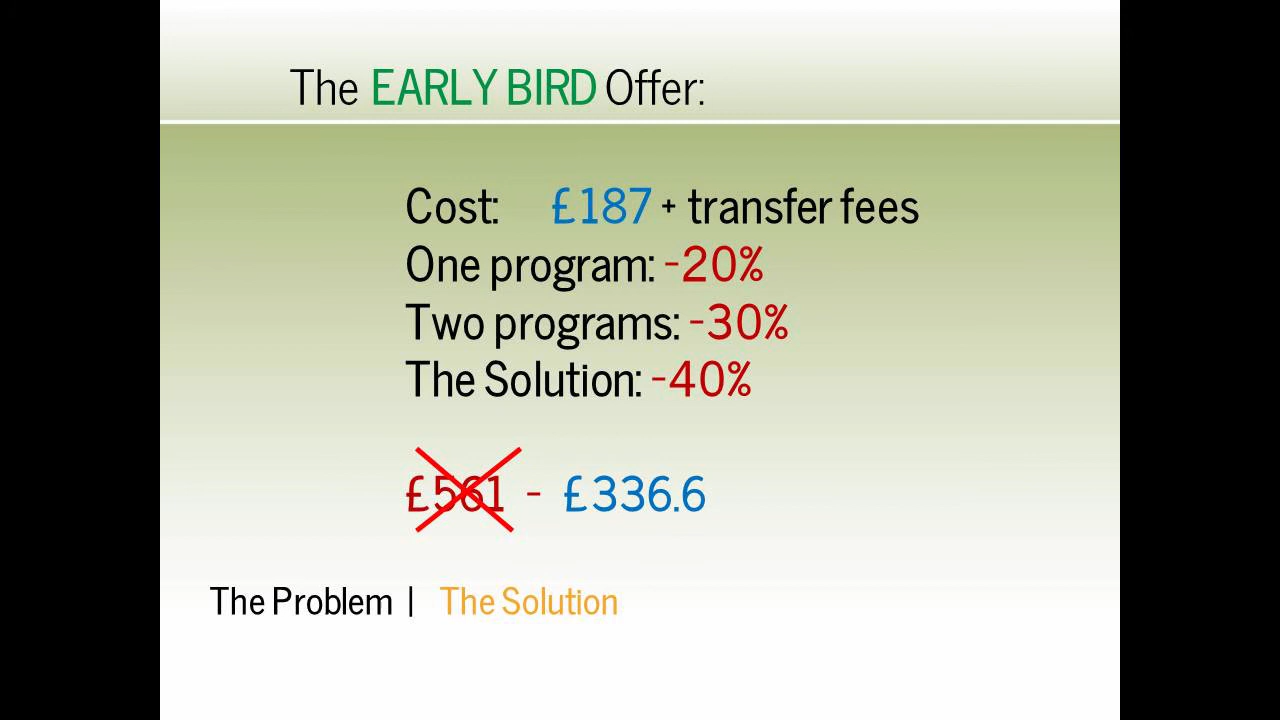 The EARLY BIRD Offer:
Cost: £187 + transfer fees
One program: -20%
Two programs: -30%
The Solution: -40%
£561 - £336.6
The Problem | The Solution